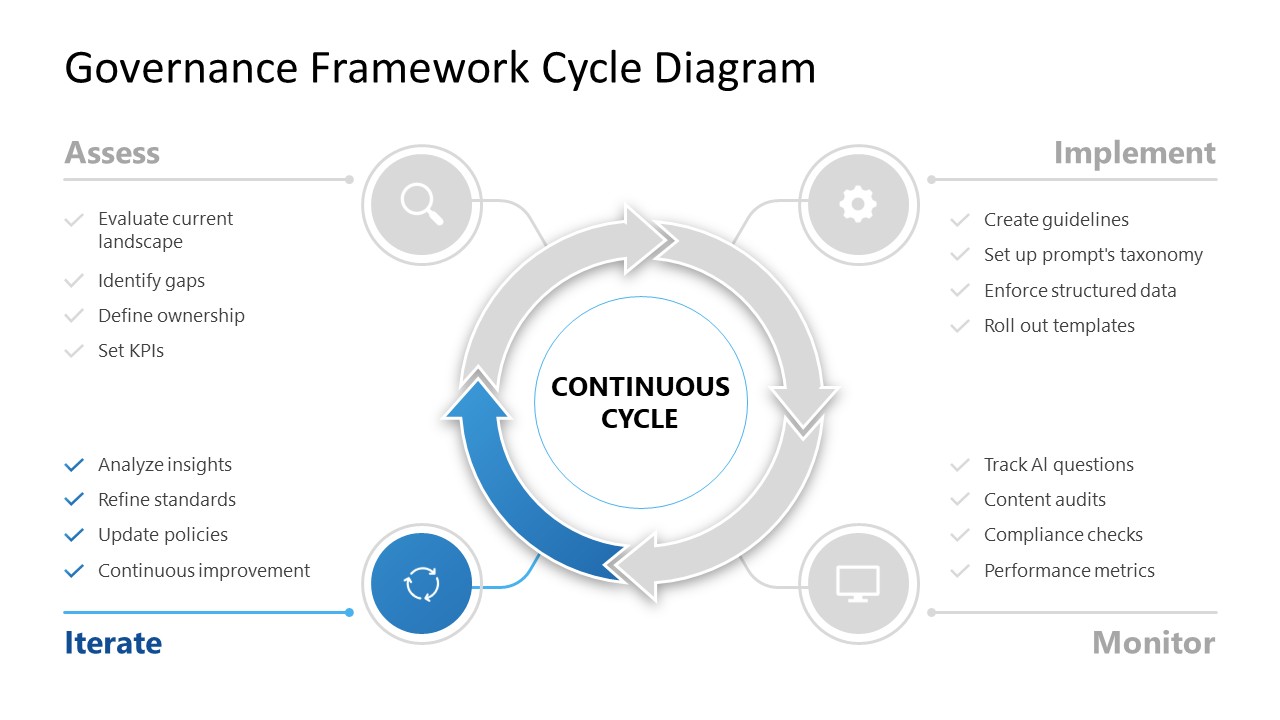 Governance Framework Cycle Diagram
Assess
Evaluate current
landscape
Identify gaps
Define ownership
Set KPIs
Implement
Create guidelines
Set up prompt's taxonomy
Enforce structured data
Roll out templates
CONTINUOUS
CYCLE
Analyze insights
Refine standards
Update policies
Continuous improvement
Iterate
Track AI questions
Content audits
Compliance checks
Performance metrics
Monitor